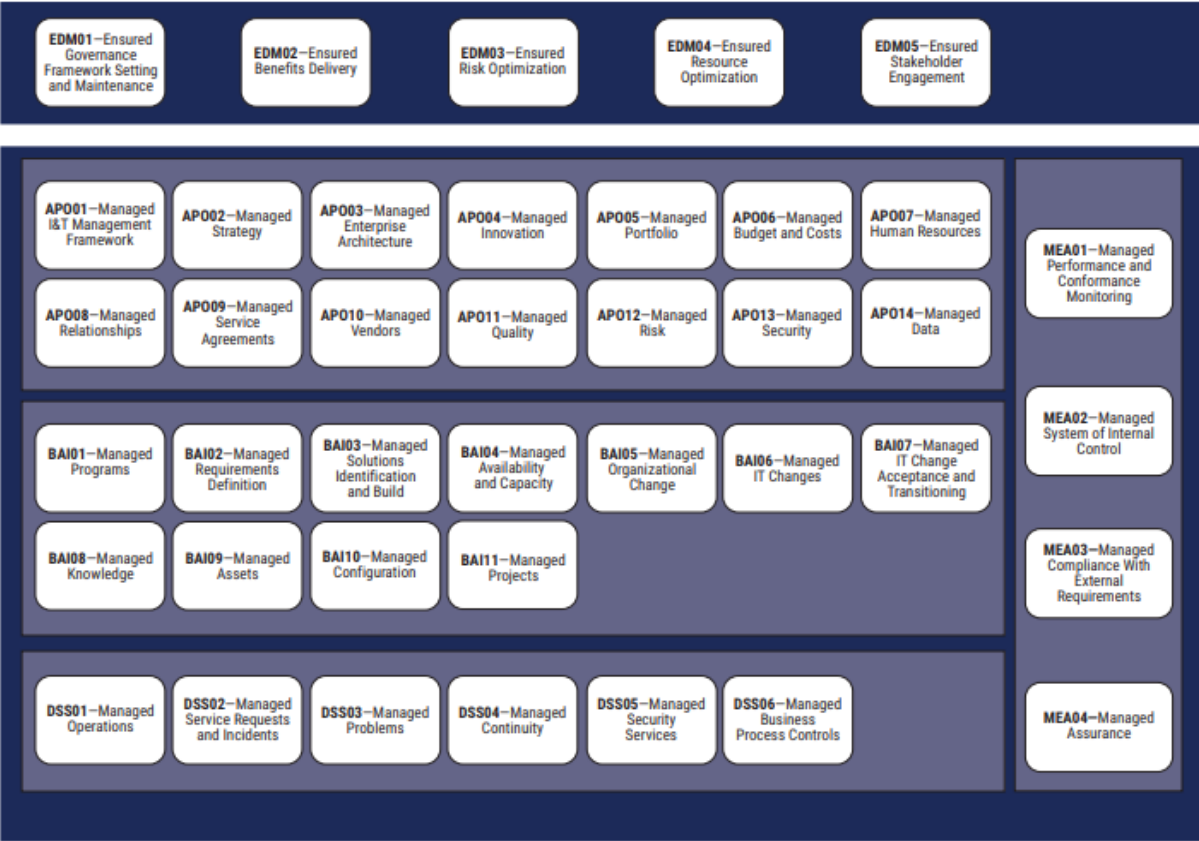 EDM01—Ensured
Governance
Framework Setting
and Maintenance
EDM02—Ensured
Benefits Delivery
EDM03—Ensured
Risk Optimization
EDM04—Ensured
Resource
Optimization
EDM05—Ensured
Stakeholder
Engagement
APO01—Managed
I&T Management
Framework
APO02—Managed
Strategy
APO03—Managed
Enterprise
Architecture
APO04—Managed
Innovation
APO05—Managed
Portfolio
APO06—Managed
Budget and Costs
APO07—Managed
Human Resources
APO08—Managed
Relationships
APO09—Managed
Service
Agreements
APO10—Managed
Vendors
APO11—Managed
Quality
APO12—Managed
Risk
APO13—Managed
Security
APO14—Managed
Data
BAI01—Managed
Programs
BAI02—Managed
Requirements
Definition
BAI03—Managed
Solutions
Identification
and Build
BAI04—Managed
Availability
and Capacity
BAI05—Managed
Organizational
Change
BAI06—Managed
IT Changes
BAI07—Managed
IT Change
Acceptance and
Transitioning
BAI08—Managed
Knowledge
BAI09—Managed
Assets
BAI10—Managed
Configuration
BAI11—Managed
Projects
DSS01—Managed
Operations
DSS02—Managed
Service Requests
and Incidents
DSS03—Managed
Problems
DSS04—Managed
Continuity
DSS05—Managed
Security
Services
DSS06—Managed
Business
Process Controls
MEA01—Managed
Performance and
Conformance
Monitoring
MEA02—Managed
System of Internal
Control
MEA03—Managed
Compliance With
External
Requirements
MEA04—Managed
Assurance